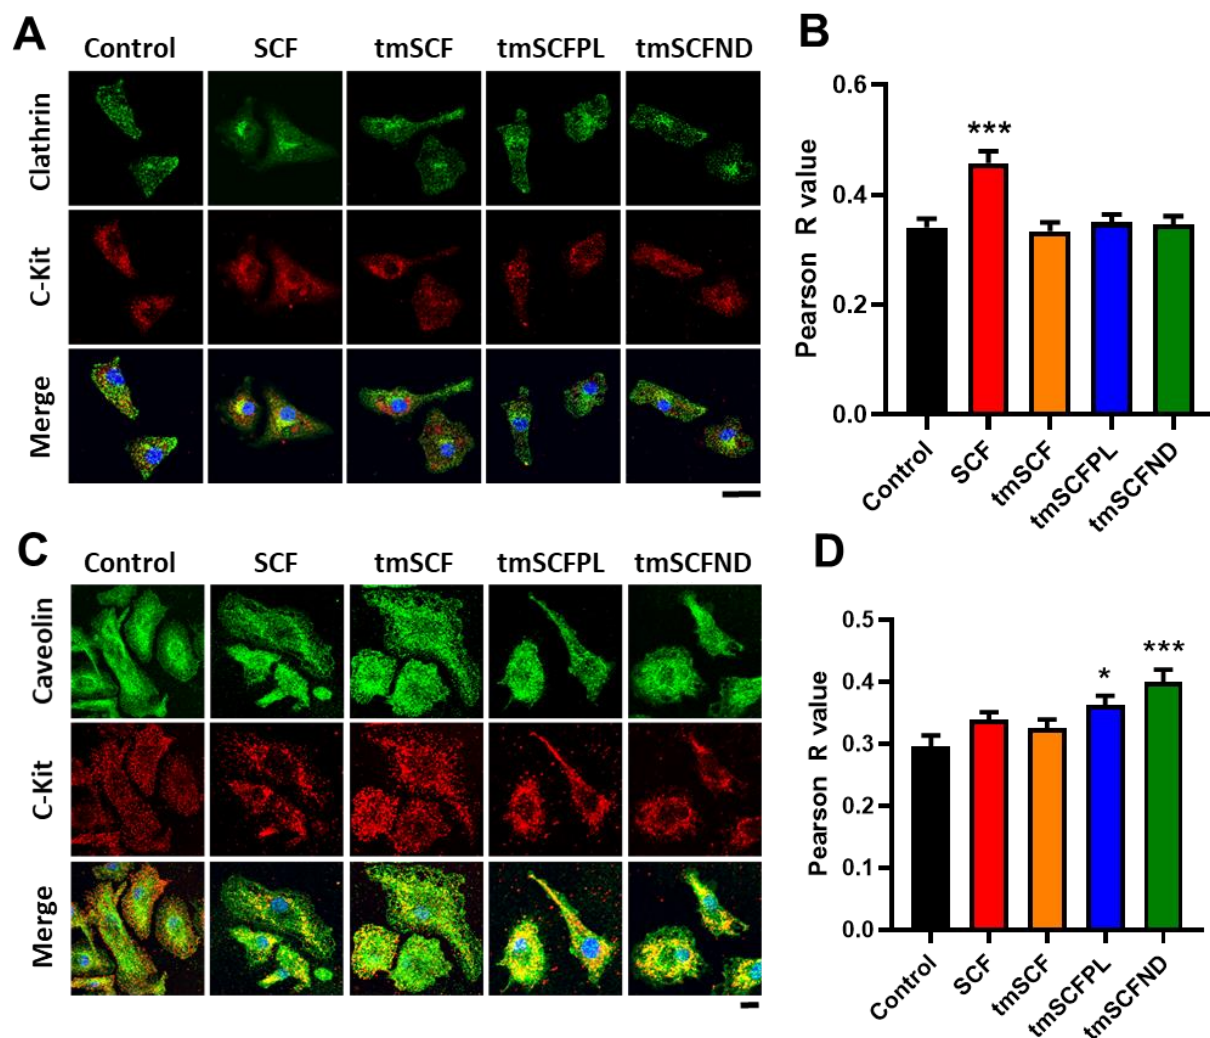 A
Control SCF tmSCF tmSCFPL tmSCFND
Clathrin
C-Kit
Merge
B
Pearson R value
0.6
0.4
0.2
0.0
***
Control SCF tmSCF tmSCFPL tmSCFND
C
Control SCF tmSCF tmSCFPL tmSCFND
Caveolin
C-Kit
Merge
D
Pearson R value
0.5
0.4
0.3
0.2
0.1
0.0
* ***
Control SCF tmSCF tmSCFPL tmSCFND